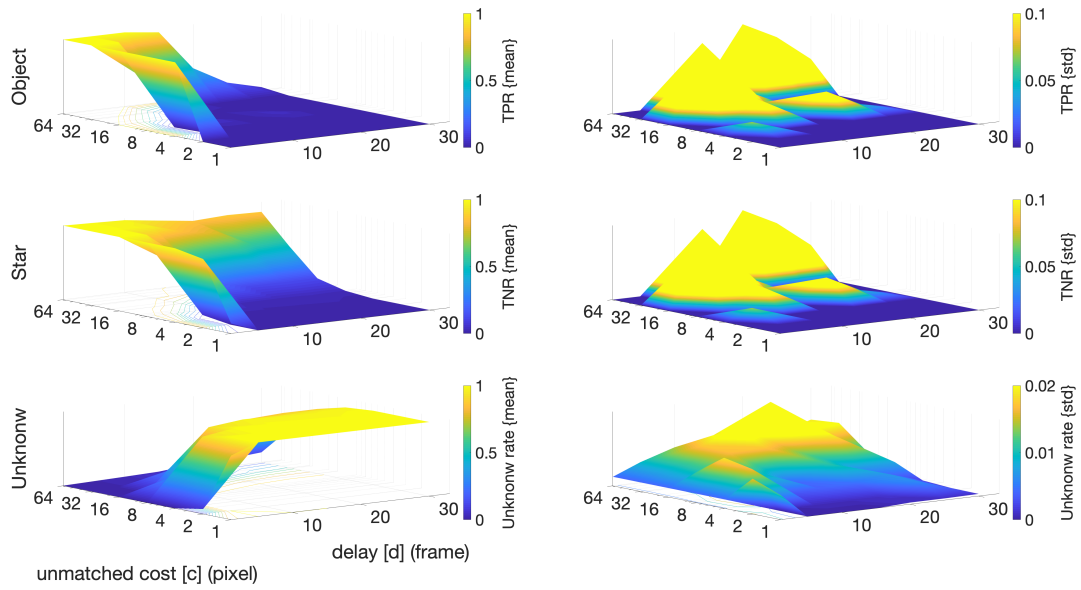 Object
64 32 16 8 4 2 1
10 20 30
1
0.5
0
TPR {mean}
64 32 16 8 4 2 1
10 20 30
0.1
0.05
0
TPR {std}
Star
64 32 16 8 4 2 1
10 20 30
1
0.5
0
TNR {mean}
64 32 16 8 4 2 1
10 20 30
0.1
0.05
0
TNR {std}
Unknonw
64 32 16 8 4 2 1
10 20 30
1
0.5
0
Unknonw rate {mean}
64 32 16 8 4 2 1
10 20 30
0.02
0.01
0
Unknonw rate {std}
delay [d] (frame)
unmatched cost [c] (pixel)